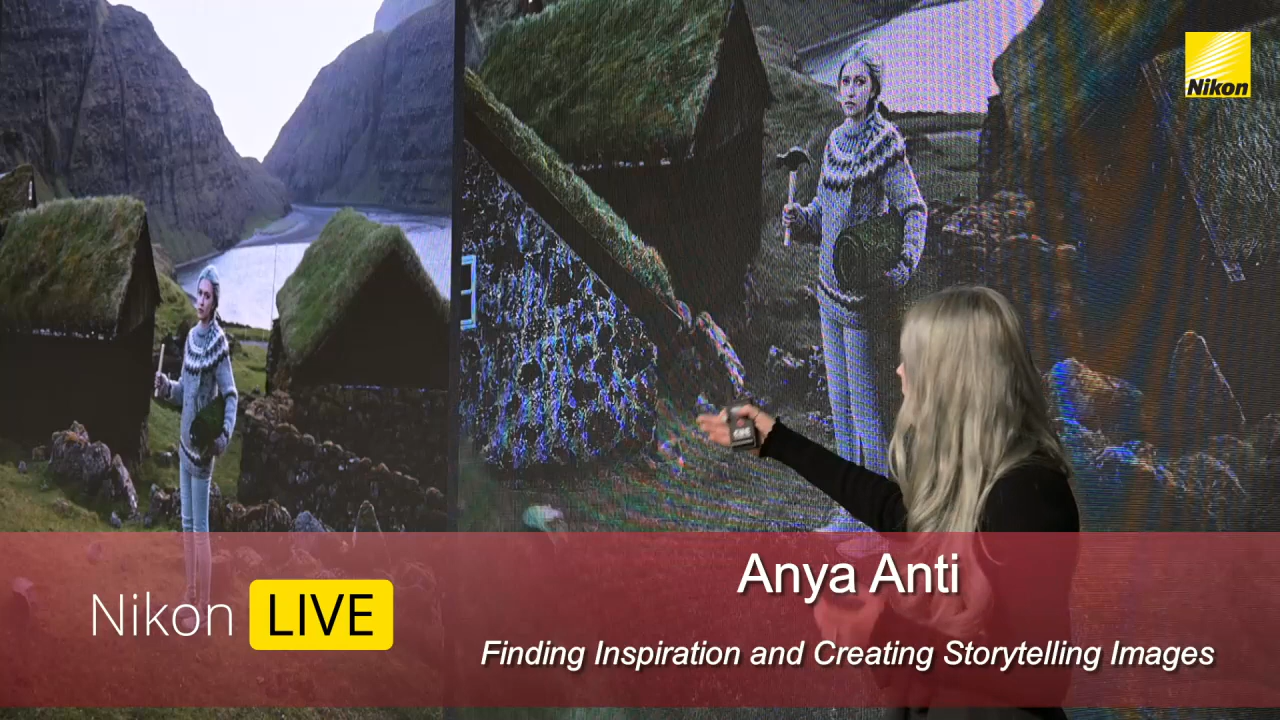 Nikon
Anya Anti
Nikon LIVE
Finding Inspiration and Creating Storytelling Images